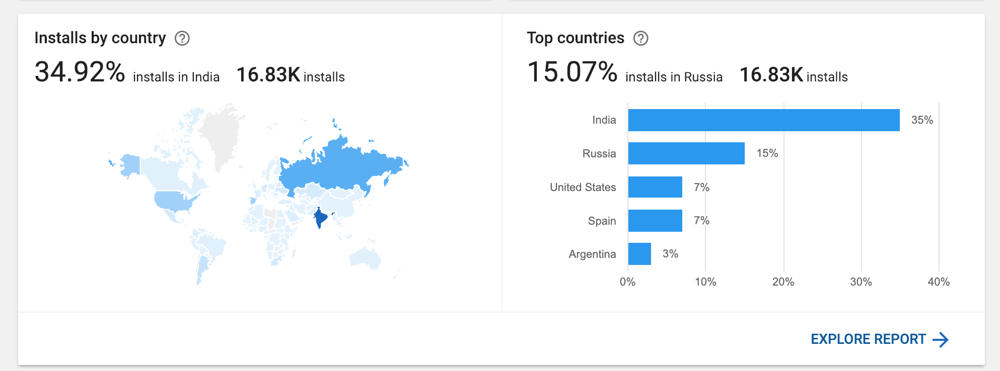 Installs by country ?
34.92% installs in India 16.83K installs
Top countries ?
15.07% installs in Russia 16.83K installs
India 35%
Russia 15%
United States 7%
Spain 7%
Argentina 3%
0% 10% 20% 30% 40%
EXPLORE REPORT